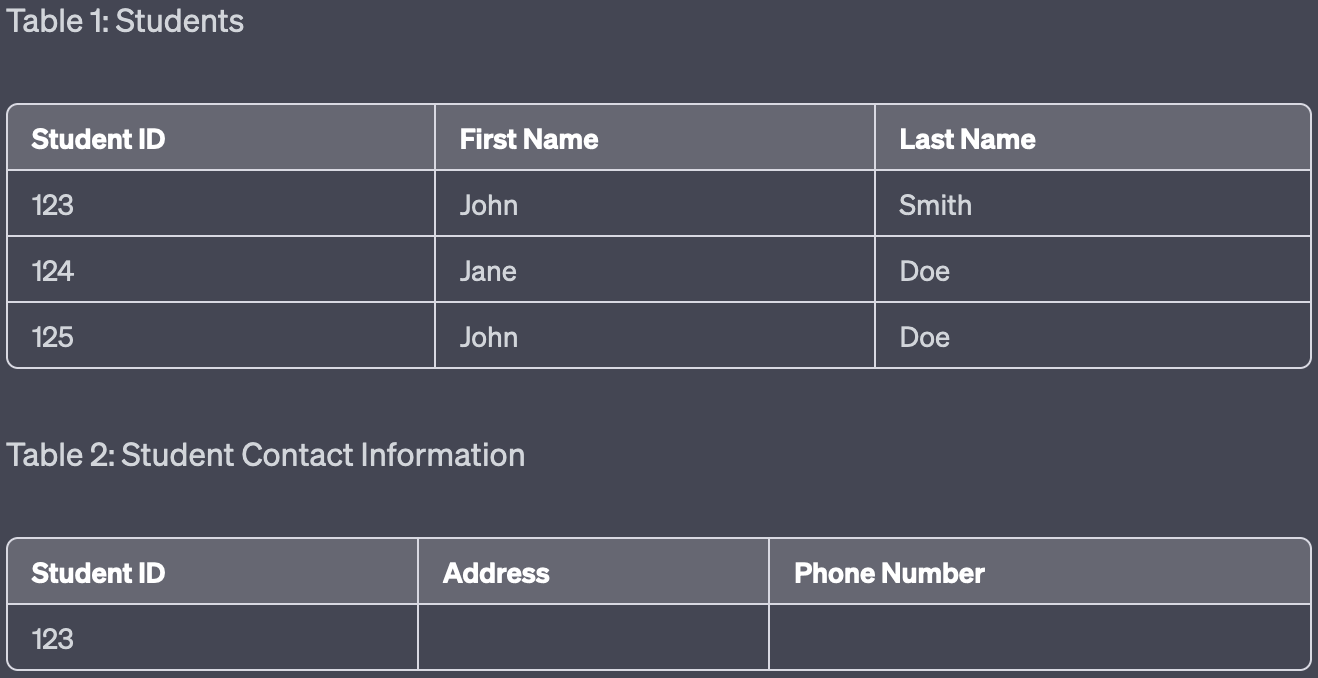 Table 1: Students
Student ID First Name Last Name
123 John Smith
124 Jane Doe
125 John Doe
Table 2: Student Contact Information
Student ID Address Phone Number
123